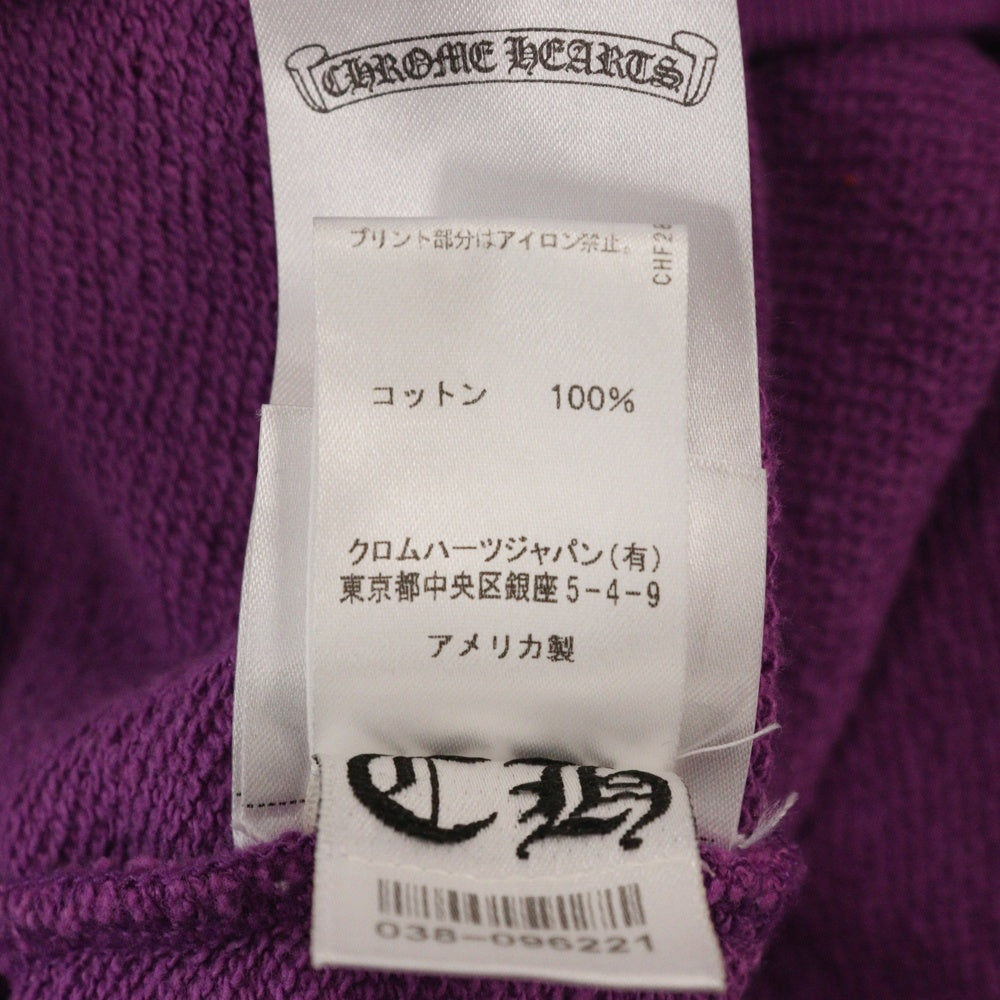 CHROME HEARTS
プリント部分はアイロン禁止。
コットン 100%
クロムハーツジャパン(有)
東京都中央区銀座5-4-9
アメリカ製
CH
038-096221